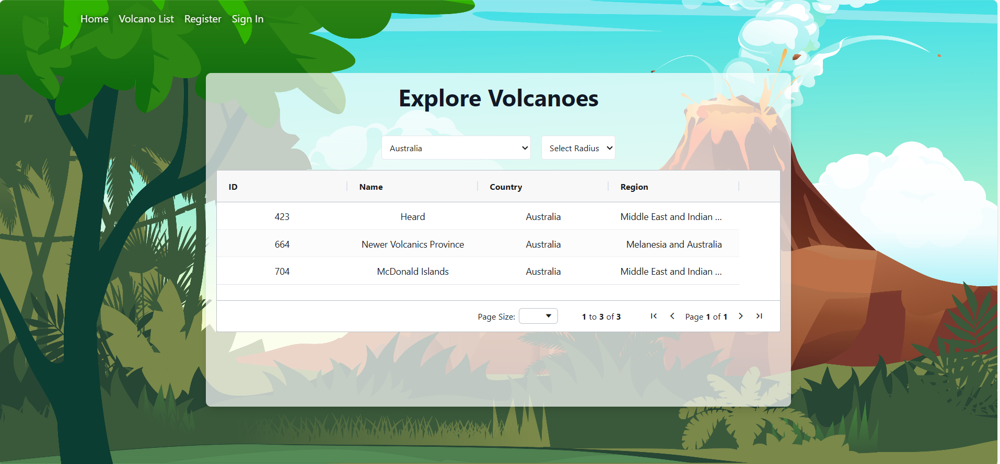 Home Volcano List Register Sign In
Explore Volcanoes
Australia Select Radius
ID Name Country Region
423 Heard Australia Middle East and Indian ...
664 Newer Volcanics Province Australia Melanesia and Australia
704 McDonald Islands Australia Middle East and Indian ...
Page Size: 1 to 3 of 3 Page 1 of 1